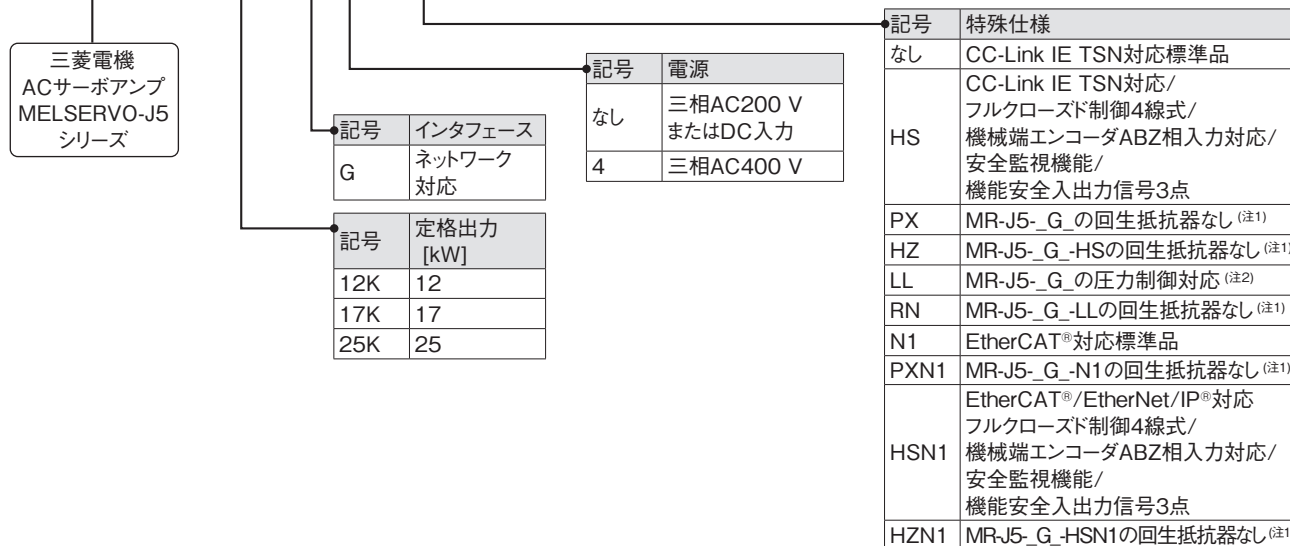 三菱電機
ACサーボアンプ
MELSERVO-J5
シリーズ
記号 インタフェース
G ネットワーク
対応
記号 定格出力
[kW]
12K 12
17K 17
25K 25
記号 電源
なし 三相AC200 V
またはDC入力
4 三相AC400 V
記号 特殊仕様
なし CC-Link IE TSN対応標準品
HS CC-Link IE TSN対応/
フルクローズド制御4線式/
機械端エンコーダABZ相入力対応/
安全監視機能/
機能安全入出力信号3点
PX MR-J5-_G_の回生抵抗器なし (注1)
HZ MR-J5-_G_-HSの回生抵抗器なし (注1)
LL MR-J5-_G_の圧力制御対応 (注2)
RN MR-J5-_G_-LLの回生抵抗器なし (注1)
N1 EtherCAT®対応標準品
PXN1 MR-J5-_G_-N1の回生抵抗器なし (注1)
HSN1 EtherCAT®/EtherNet/IP®対応
フルクローズド制御4線式/
機械端エンコーダABZ相入力対応/
安全監視機能/
機能安全入出力信号3点
HZN1 MR-J5-_G_-HSN1の回生抵抗器なし (注1